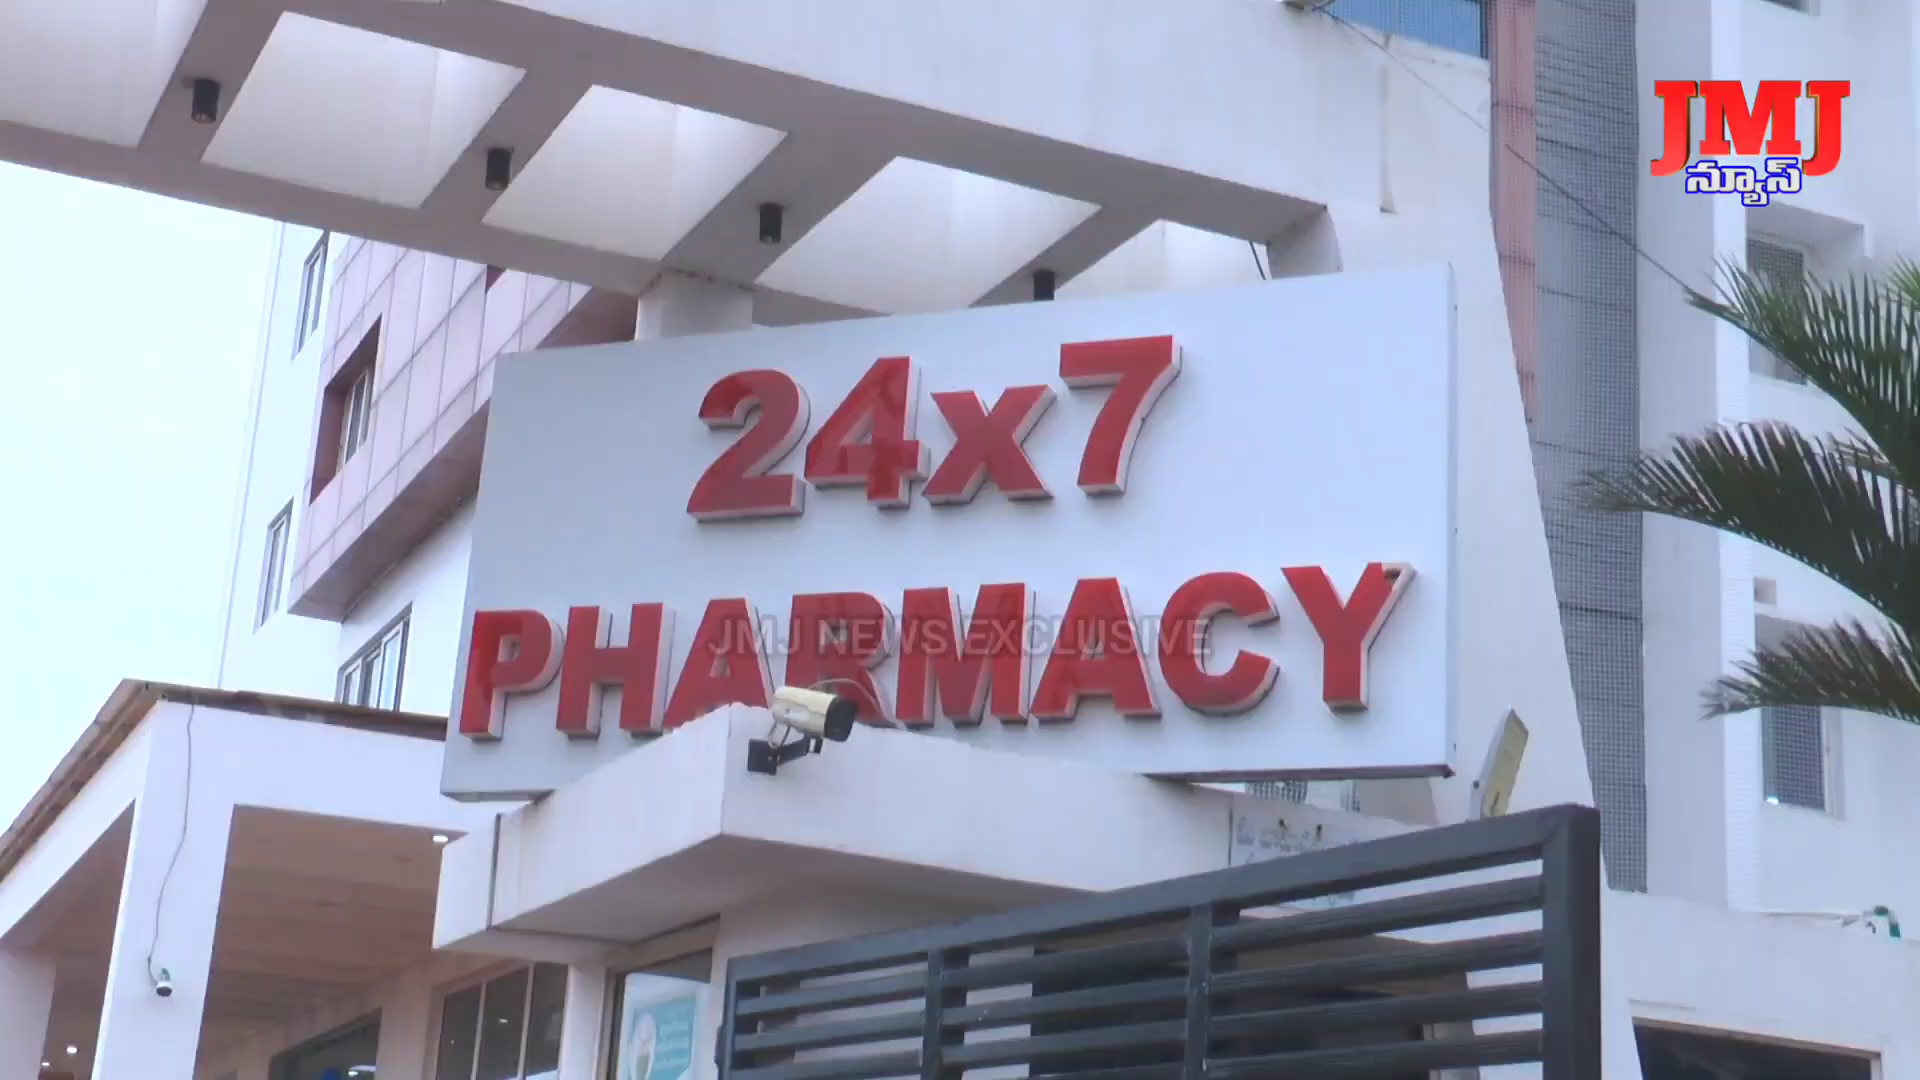 JMJ
న్యూస్
24x7
PHARMACY
JMJ NEWS EXCLUSIVE